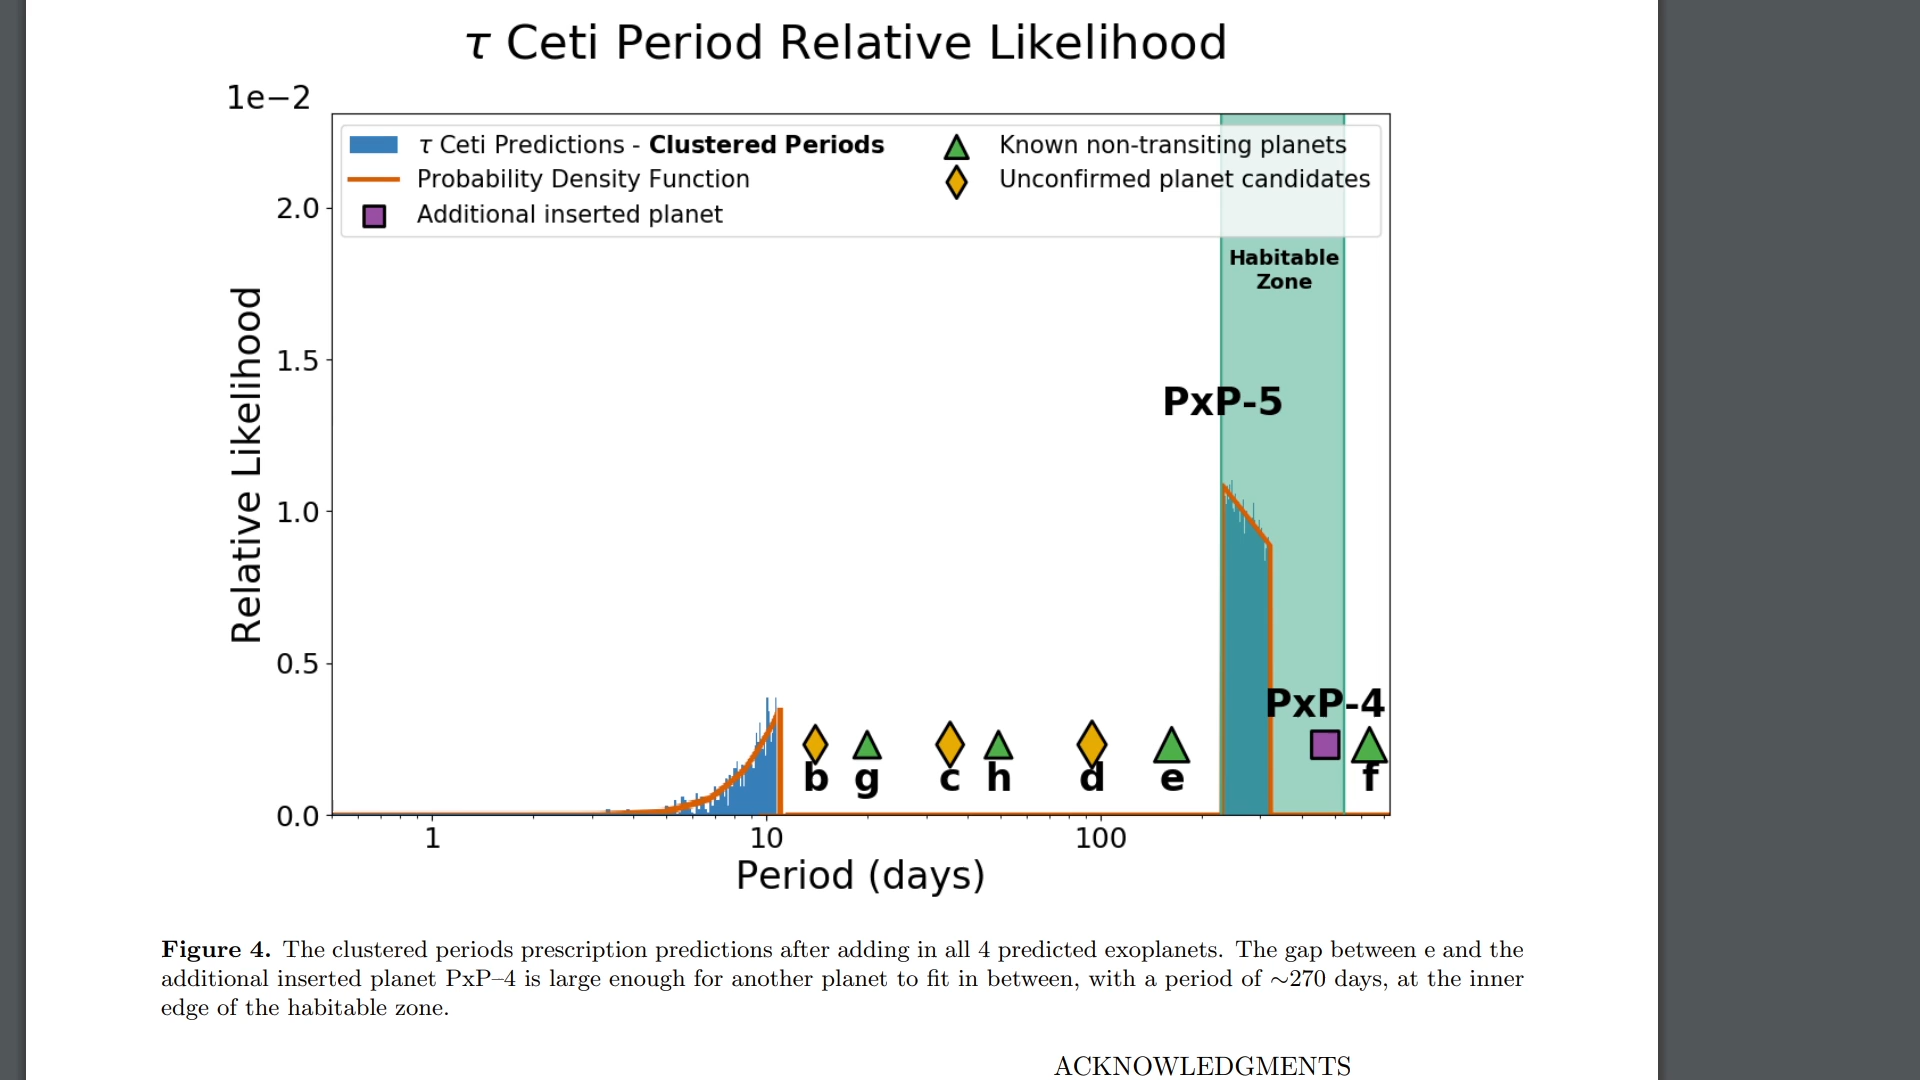 τ Ceti Period Relative Likelihood
1e−2
τ Ceti Predictions - Clustered Periods
Probability Density Function
Additional inserted planet
Known non-transiting planets
Unconfirmed planet candidates
2.0
1.5
1.0
0.5
0.0
Relative Likelihood
Habitable
Zone
PxP-5
PxP-4
b g c h d e f
1 10 100
Period (days)
Figure 4. The clustered periods prescription predictions after adding in all 4 predicted exoplanets. The gap between e and the
additional inserted planet PxP–4 is large enough for another planet to fit in between, with a period of ∼270 days, at the inner
edge of the habitable zone.
ACKNOWLEDGMENTS